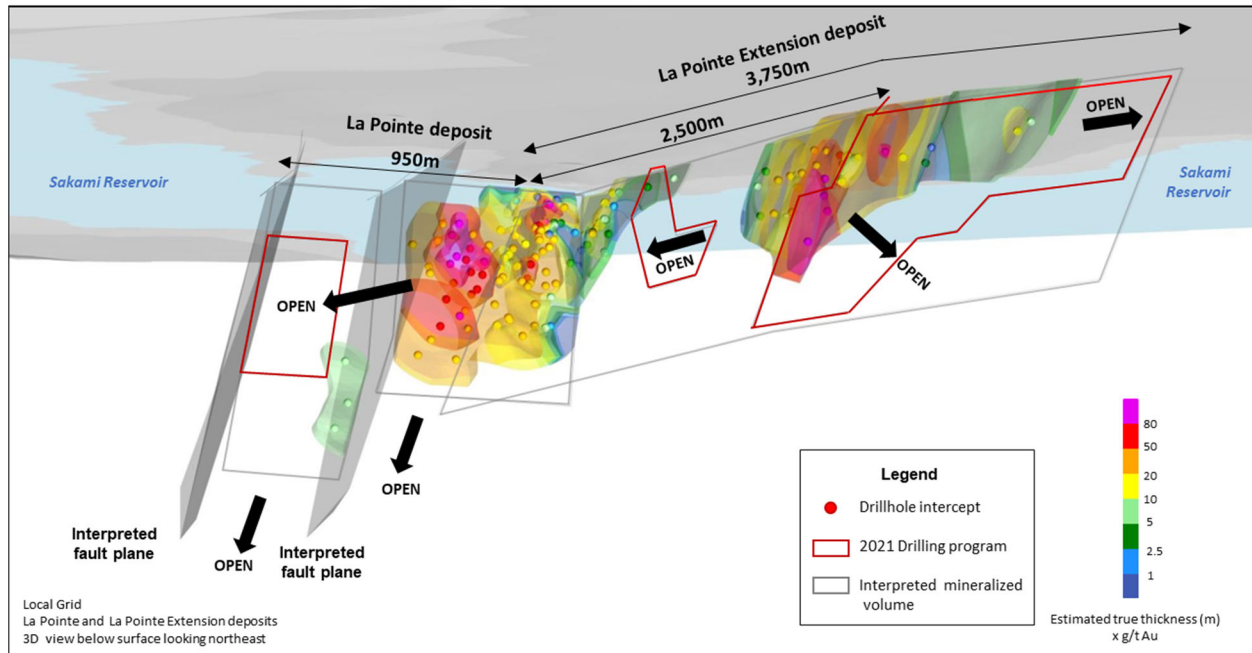 La Pointe Extension deposit
3,750m
2,500m
La Pointe deposit
950m
Sakami Reservoir
Sakami
Reservoir
OPEN
OPEN
OPEN
OPEN
OPEN
OPEN
Interpreted
fault plane
Interpreted
fault plane
Legend
Drillhole intercept
2021 Drilling program
Interpreted mineralized
volume
80
50
20
10
5
2.5
1
Estimated true thickness (m)
x g/t Au
Local Grid
La Pointe and La Pointe Extension deposits
3D view below surface looking northeast